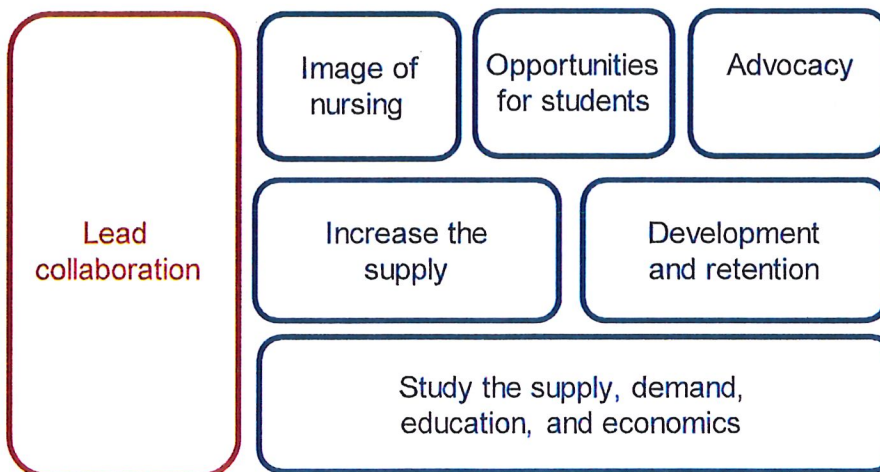 Lead
collaboration
Image of
nursing
Opportunities
for students
Advocacy
Increase the
supply
Development
and retention
Study the supply, demand,
education, and economics